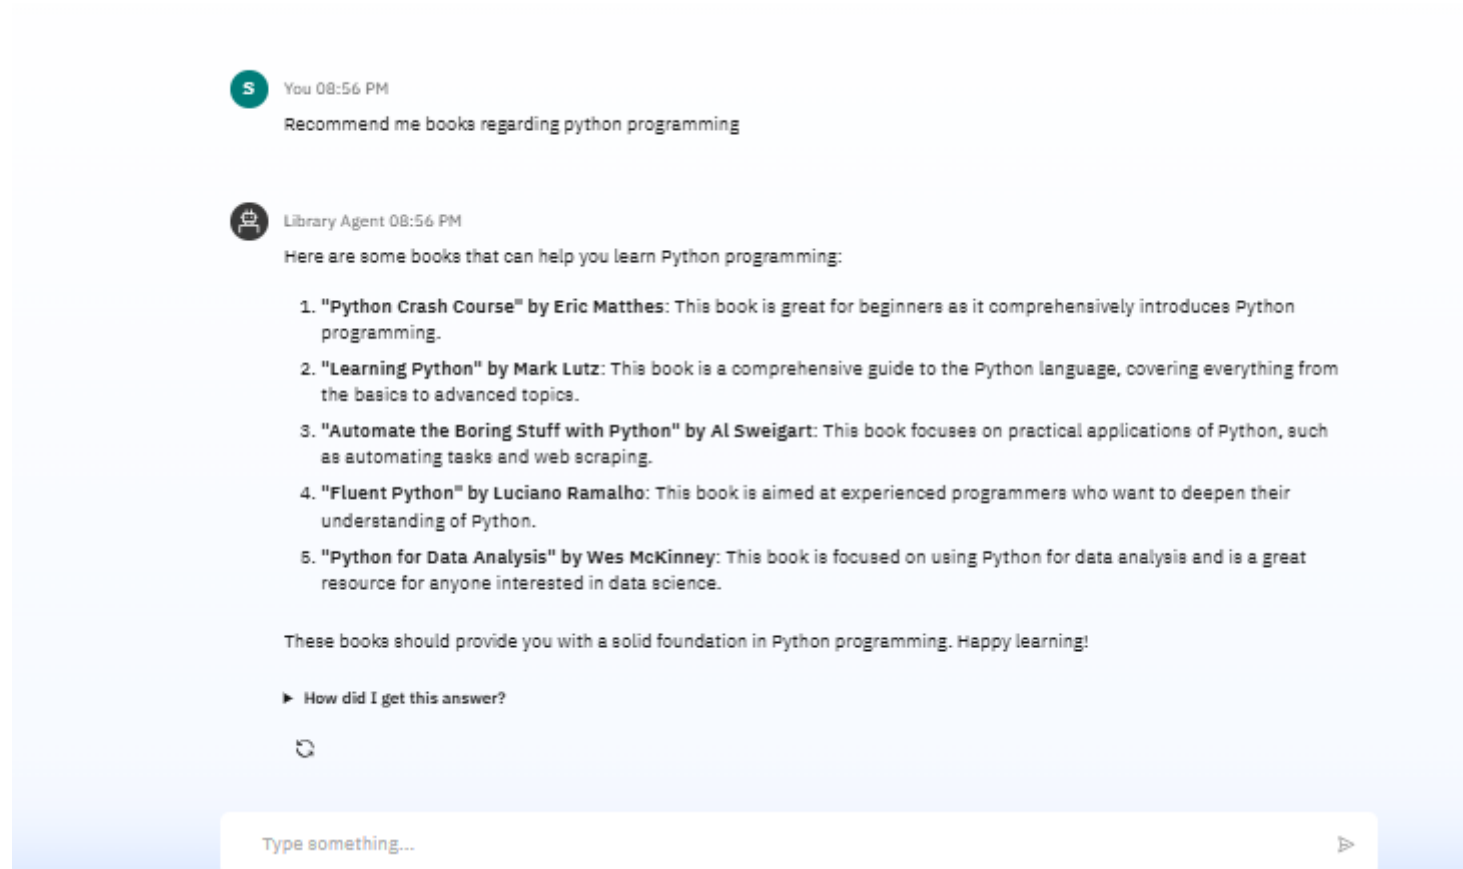 S
You 08:56 PM
Recommend me books regarding python programming
Library Agent 08:56 PM
Here are some books that can help you learn Python programming:
1. "Python Crash Course" by Eric Matthes: This book is great for beginners as it comprehensively introduces Python
programming.
2. "Learning Python" by Mark Lutz: This book is a comprehensive guide to the Python language, covering everything from
the basics to advanced topics.
3. "Automate the Boring Stuff with Python" by Al Sweigart: This book focuses on practical applications of Python, such
as automating tasks and web scraping.
4. "Fluent Python" by Luciano Ramalho: This book is aimed at experienced programmers who want to deepen their
understanding of Python.
5. "Python for Data Analysis" by Wes McKinney: This book is focused on using Python for data analysis and is a great
resource for anyone interested in data science.
These books should provide you with a solid foundation in Python programming. Happy learning!
How did I get this answer?
Type something...